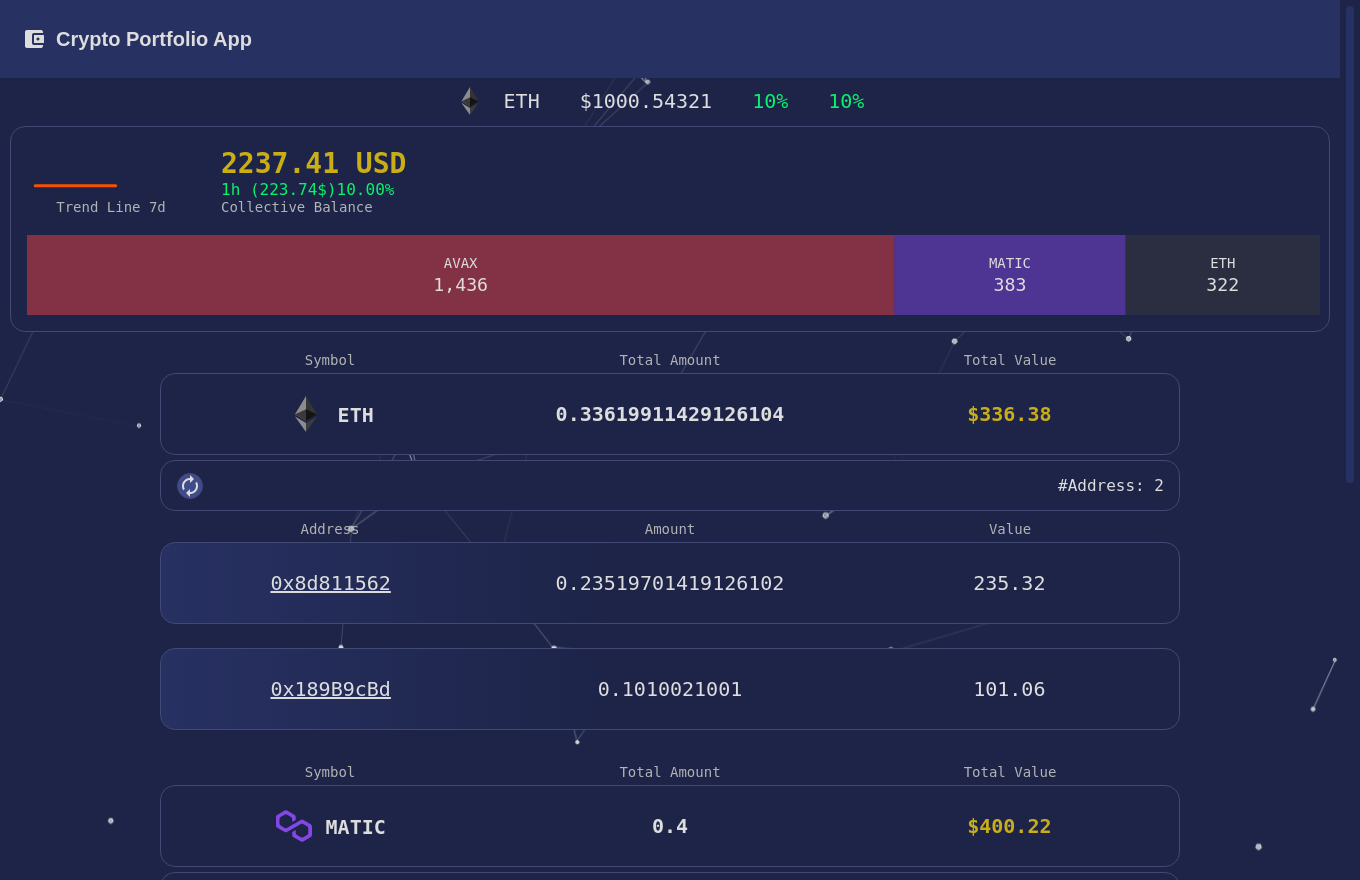 Crypto Portfolio App
ETH $1000.54321 10% 10%
2237.41 USD
1h (223.74$)10.00%
Trend Line 7d Collective Balance
AVAX MATIC ETH
1,436 383 322
Symbol Total Amount Total Value
ETH 0.33619911429126104 $336.38
#Address: 2
Address Amount Value
0x8d811562 0.23519701419126102 235.32
0x189B9cBd 0.1010021001 101.06
Symbol Total Amount Total Value
MATIC 0.4 $400.22